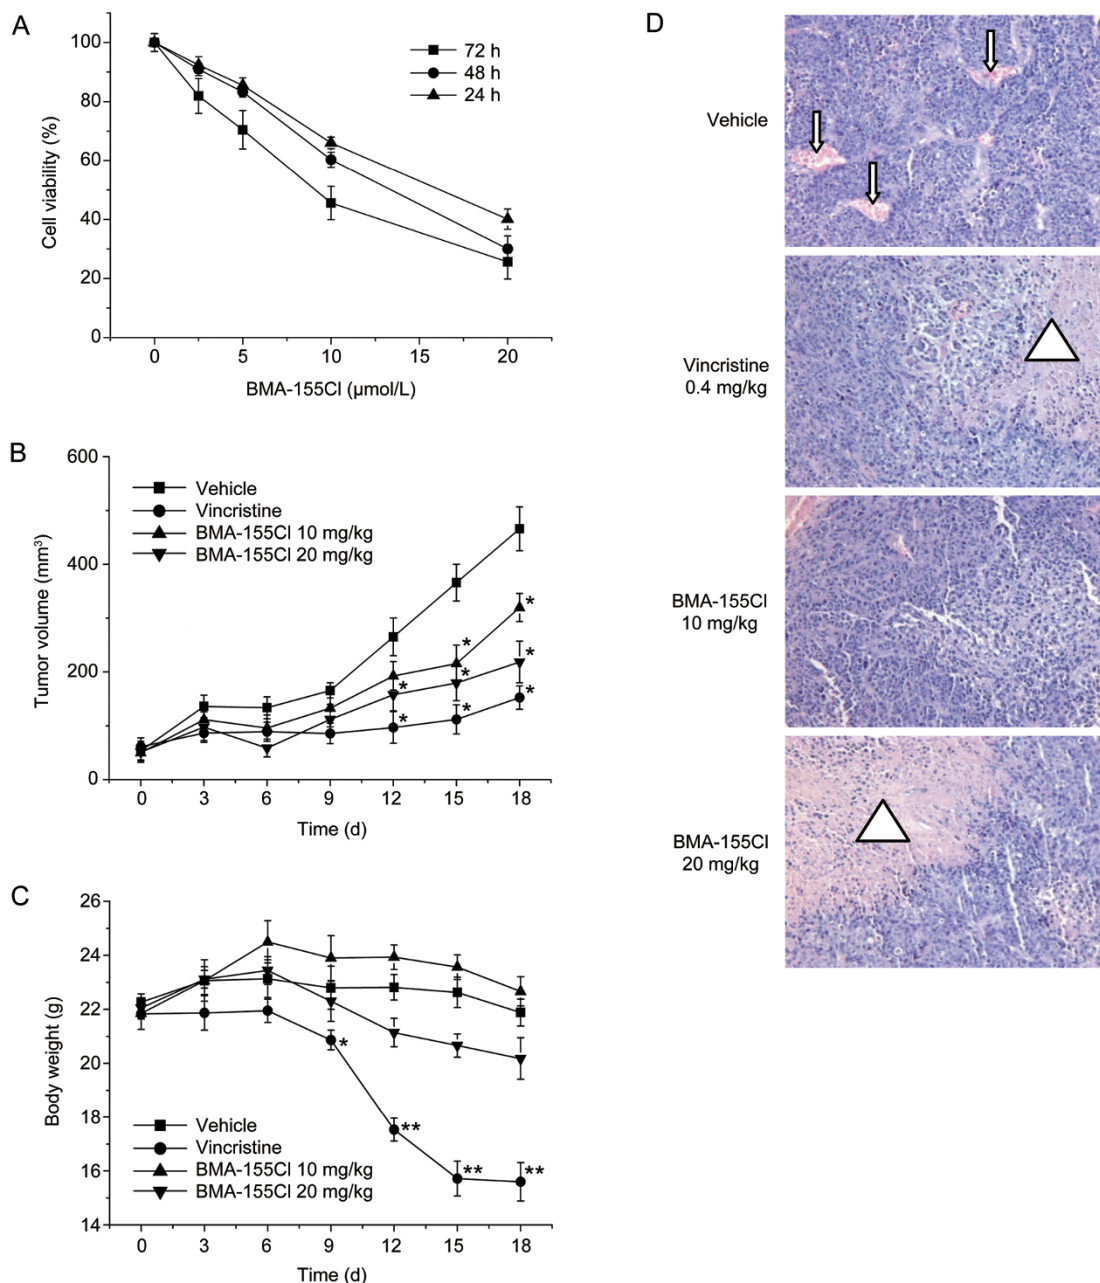 A
100
80
60
40
20
0
Cell viability (%)
72 h
48 h
24 h
0
5
10
15
20
BMA-155Cl (μmol/L)
B
600
400
200
0
Tumor volume (mm³)
Vehicle
Vincristine
BMA-155Cl 10 mg/kg
BMA-155Cl 20 mg/kg
*
*
*
*
*
*
*
*
0
3
6
9
12
15
18
Time (d)
C
26
24
22
20
18
16
14
Body weight (g)
Vehicle
Vincristine
BMA-155Cl 10 mg/kg
BMA-155Cl 20 mg/kg
*
**
**
**
0
3
6
9
12
15
18
Time (d)
D
Vehicle
Vincristine
0.4 mg/kg
BMA-155Cl
10 mg/kg
BMA-155Cl
20 mg/kg